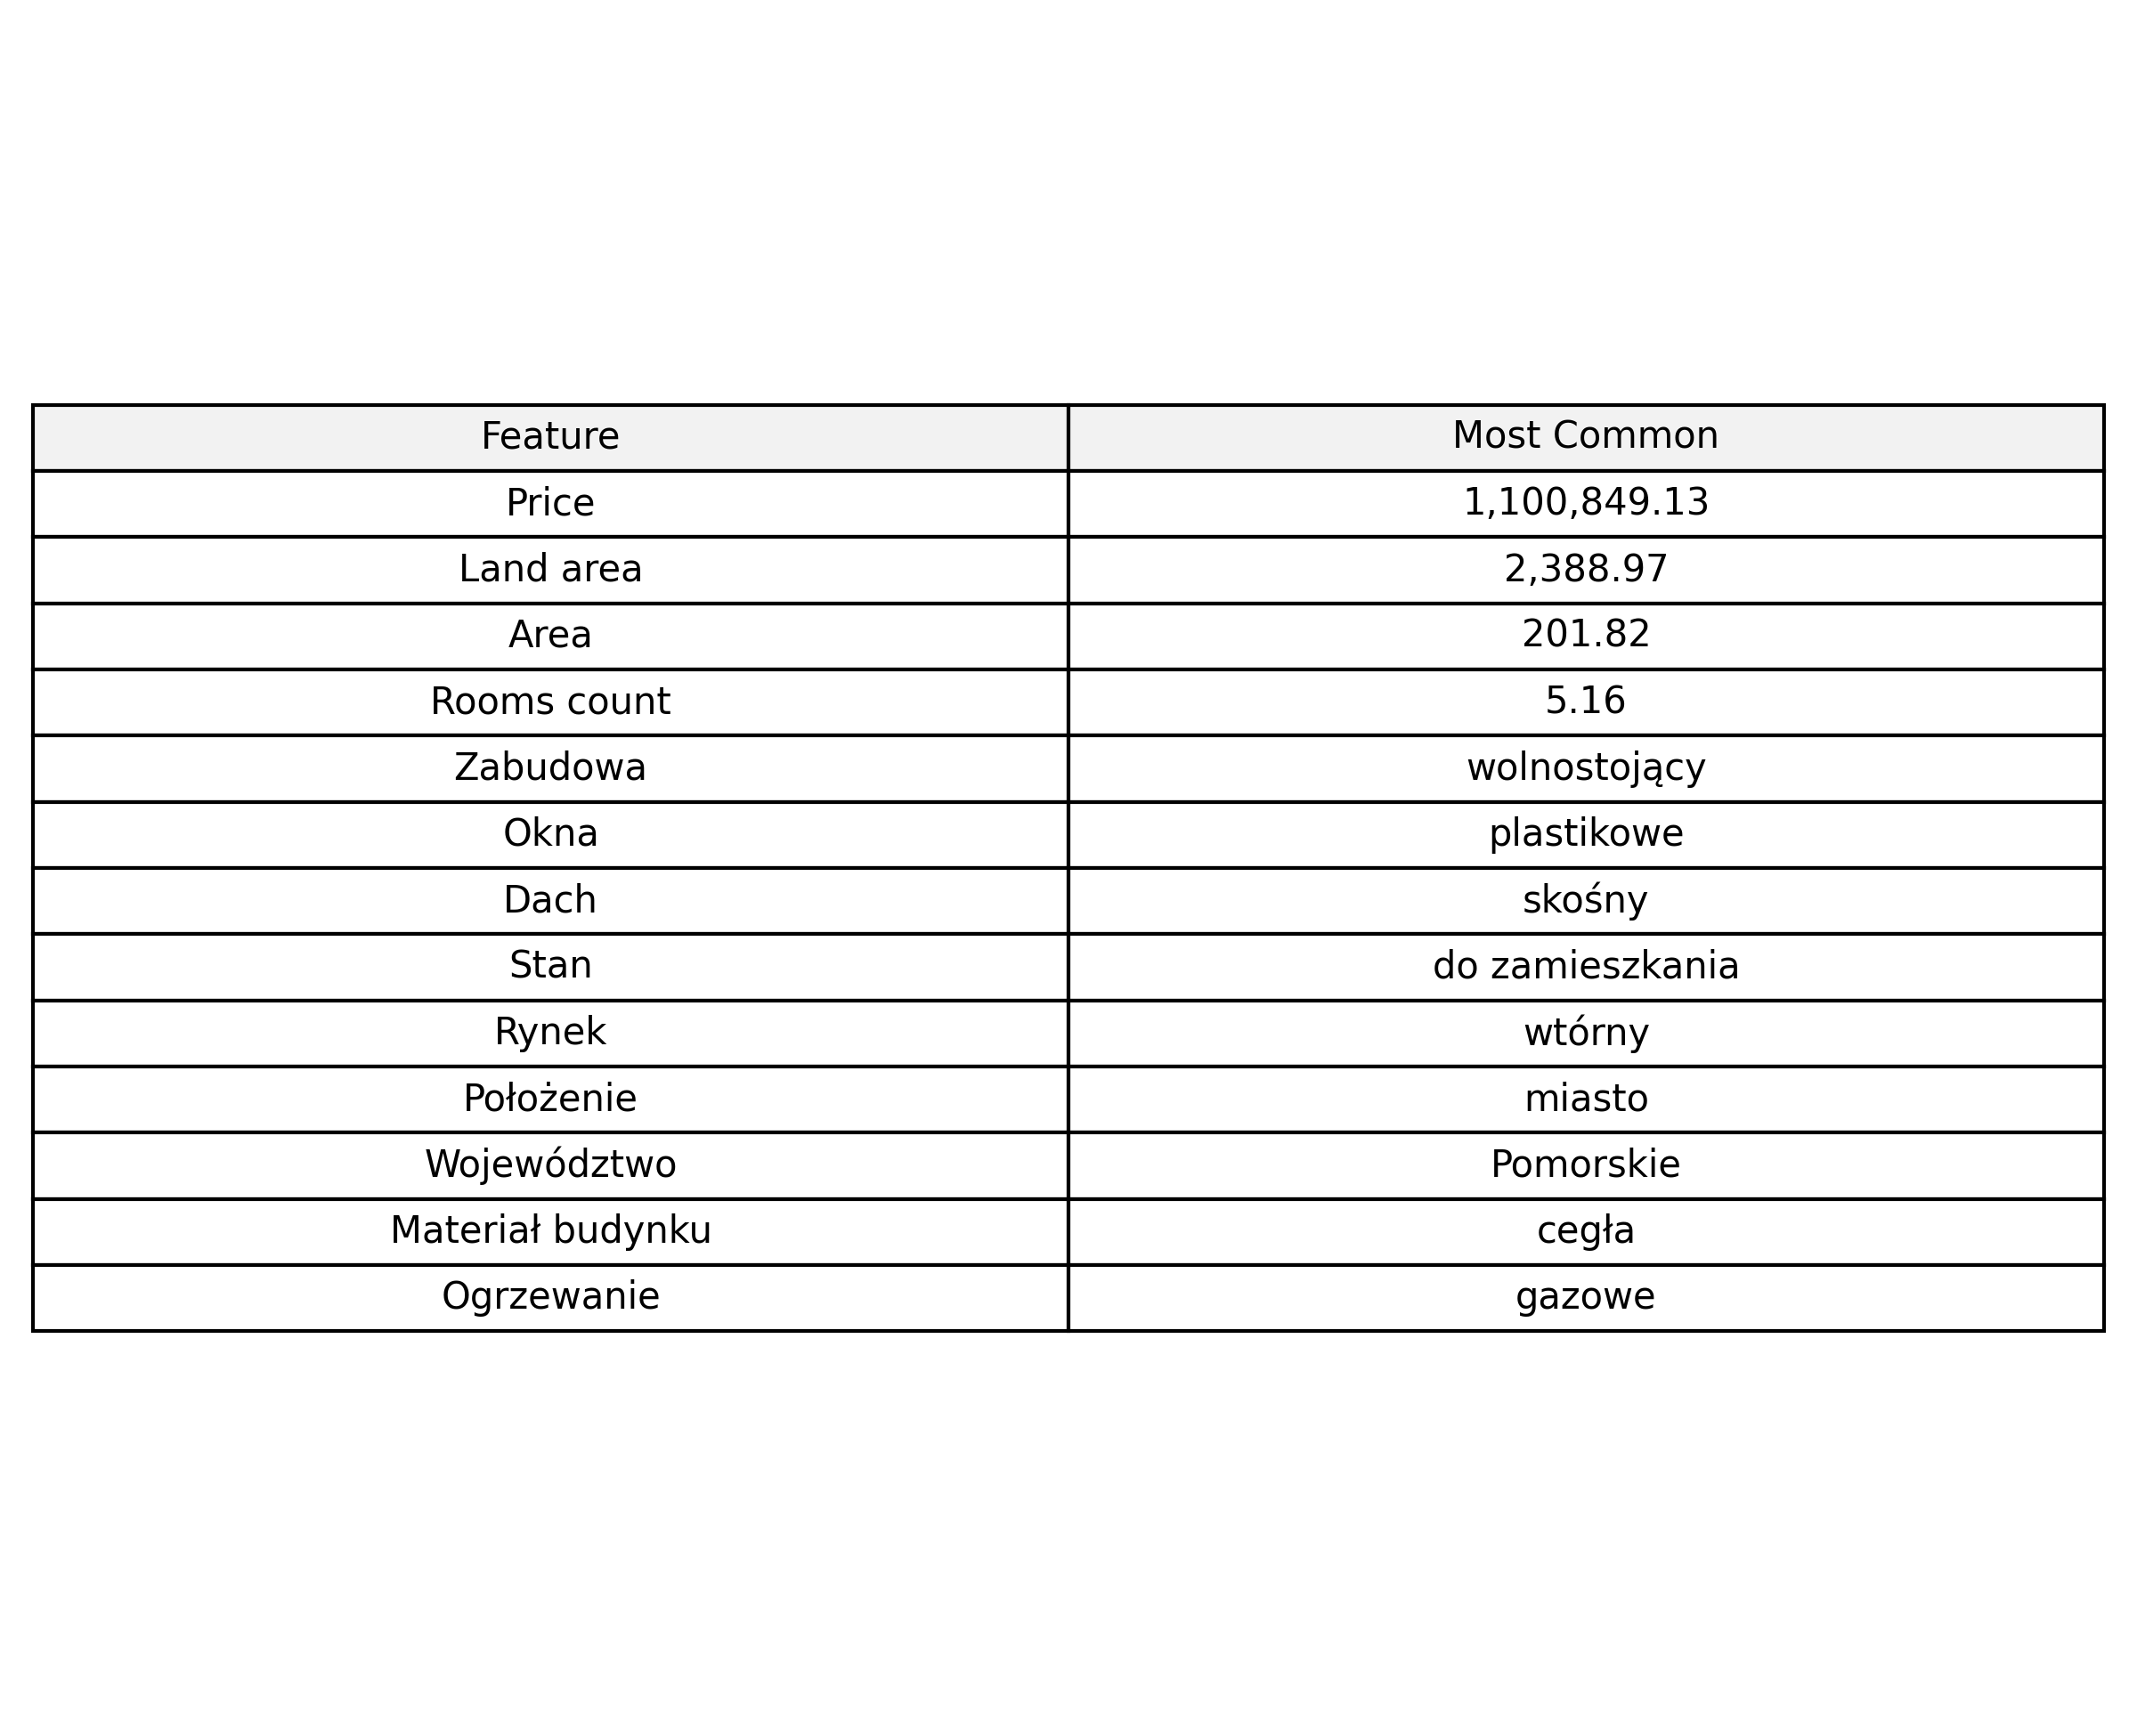 Feature Most Common
Price 1,100,849.13
Land area 2,388.97
Area 201.82
Rooms count 5.16
Zabudowa wolnostojący
Okna plastikowe
Dach skośny
Stan do zamieszkania
Rynek wtórny
Położenie miasto
Województwo Pomorskie
Materiał budynku cegła
Ogrzewanie gazowe